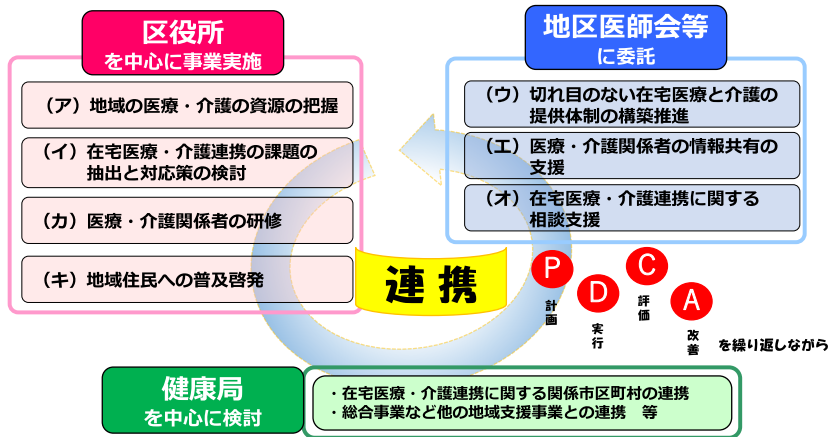 区役所
を中心に事業実施
(ア)地域の医療・介護の資源の把握
(イ)在宅医療・介護連携の課題の
抽出と対応策の検討
(カ)医療・介護関係者の研修
(キ)地域住民への普及啓発
地区医師会等
に委託
(ウ)切れ目のない在宅医療と介護の
提供体制の構築推進
(エ)医療・介護関係者の情報共有の
支援
(オ)在宅医療・介護連携に関する
相談支援
連携
P
計画
D
実行
C
評価
A
改善
を繰り返しながら
健康局
を中心に検討
・在宅医療・介護連携に関する関係市区町村の連携
・総合事業など他の地域支援事業との連携 等